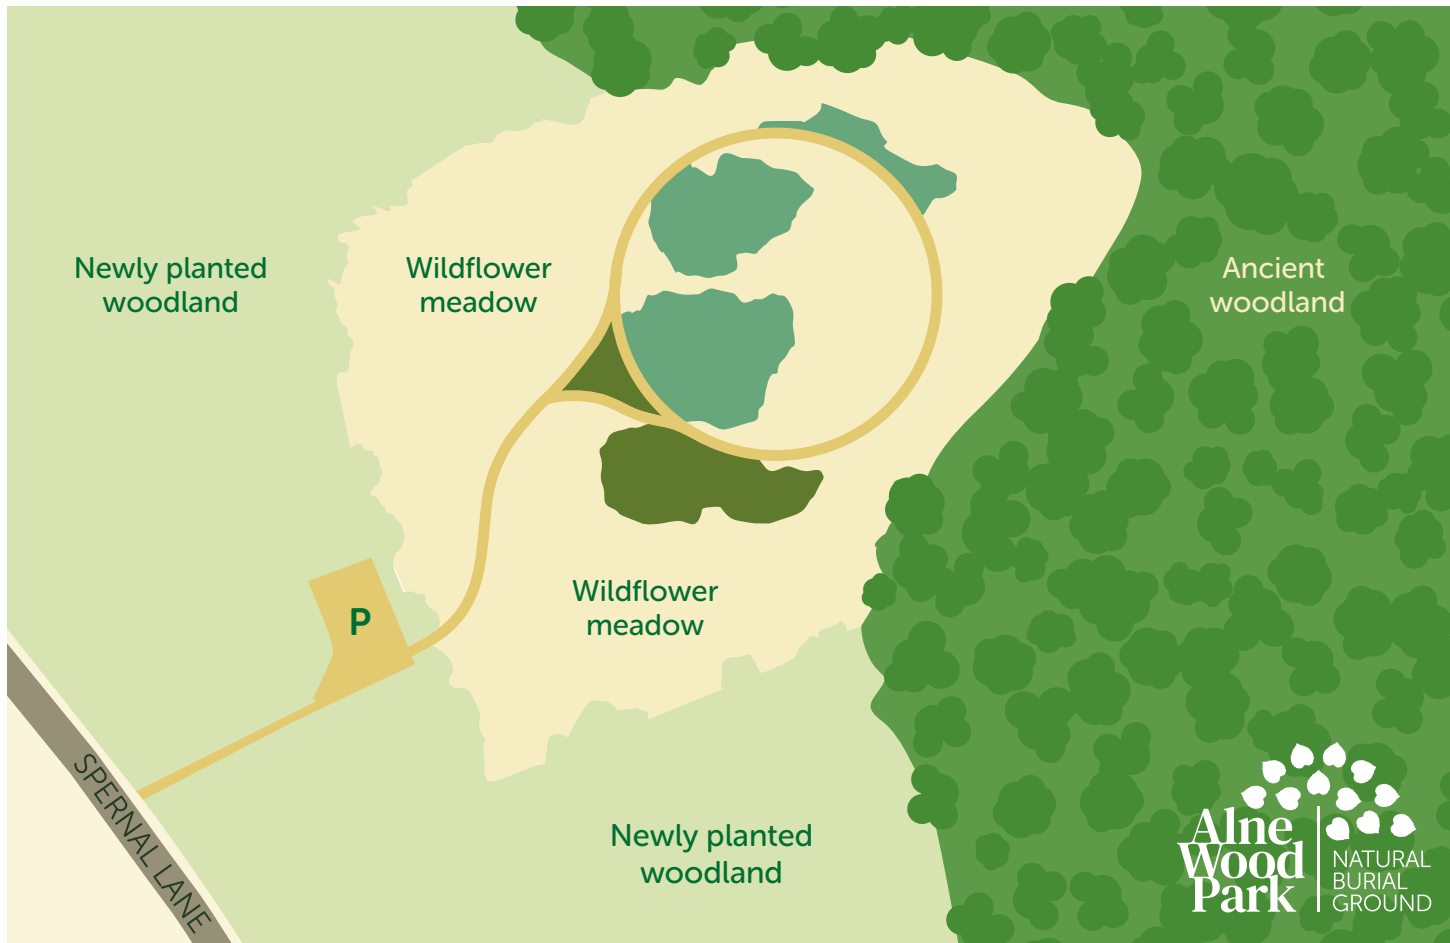 Newly planted
woodland
Wildflower
meadow
Ancient
woodland
P
Wildflower
meadow
SPERNAL LANE
Newly planted
woodland
Alne
Wood
Park
NATURAL
BURIAL
GROUND